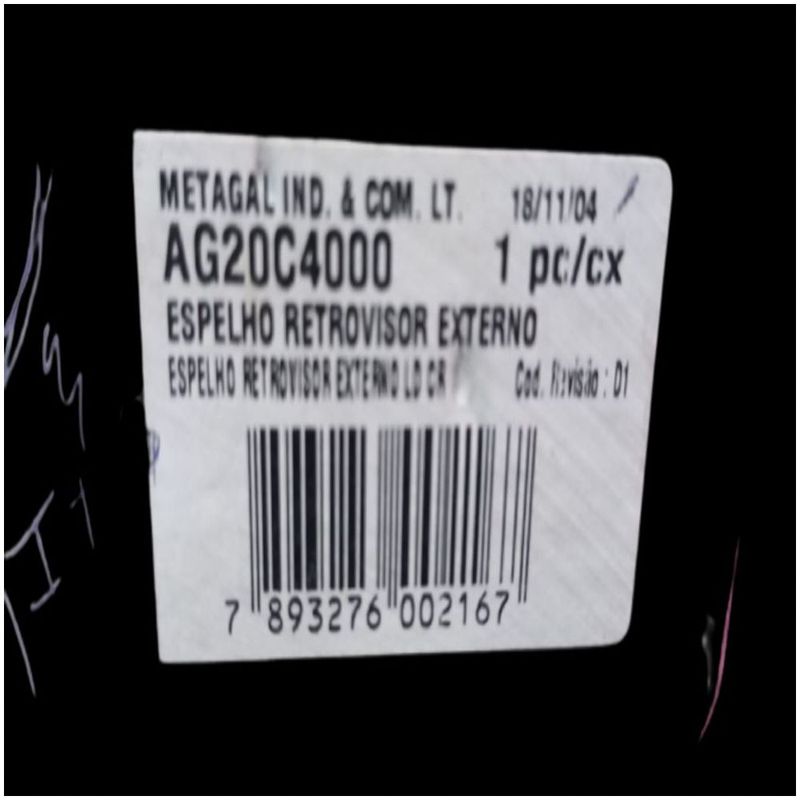 METAGAL IND. & COM. LT. 18/11/04
AG20C4000 1 pc/cx
ESPELHO RETROVISOR EXTERNO
ESPELHO RETROVISOR EXTERNO LD CR Cod. Revisão : D1
7 893276 002167